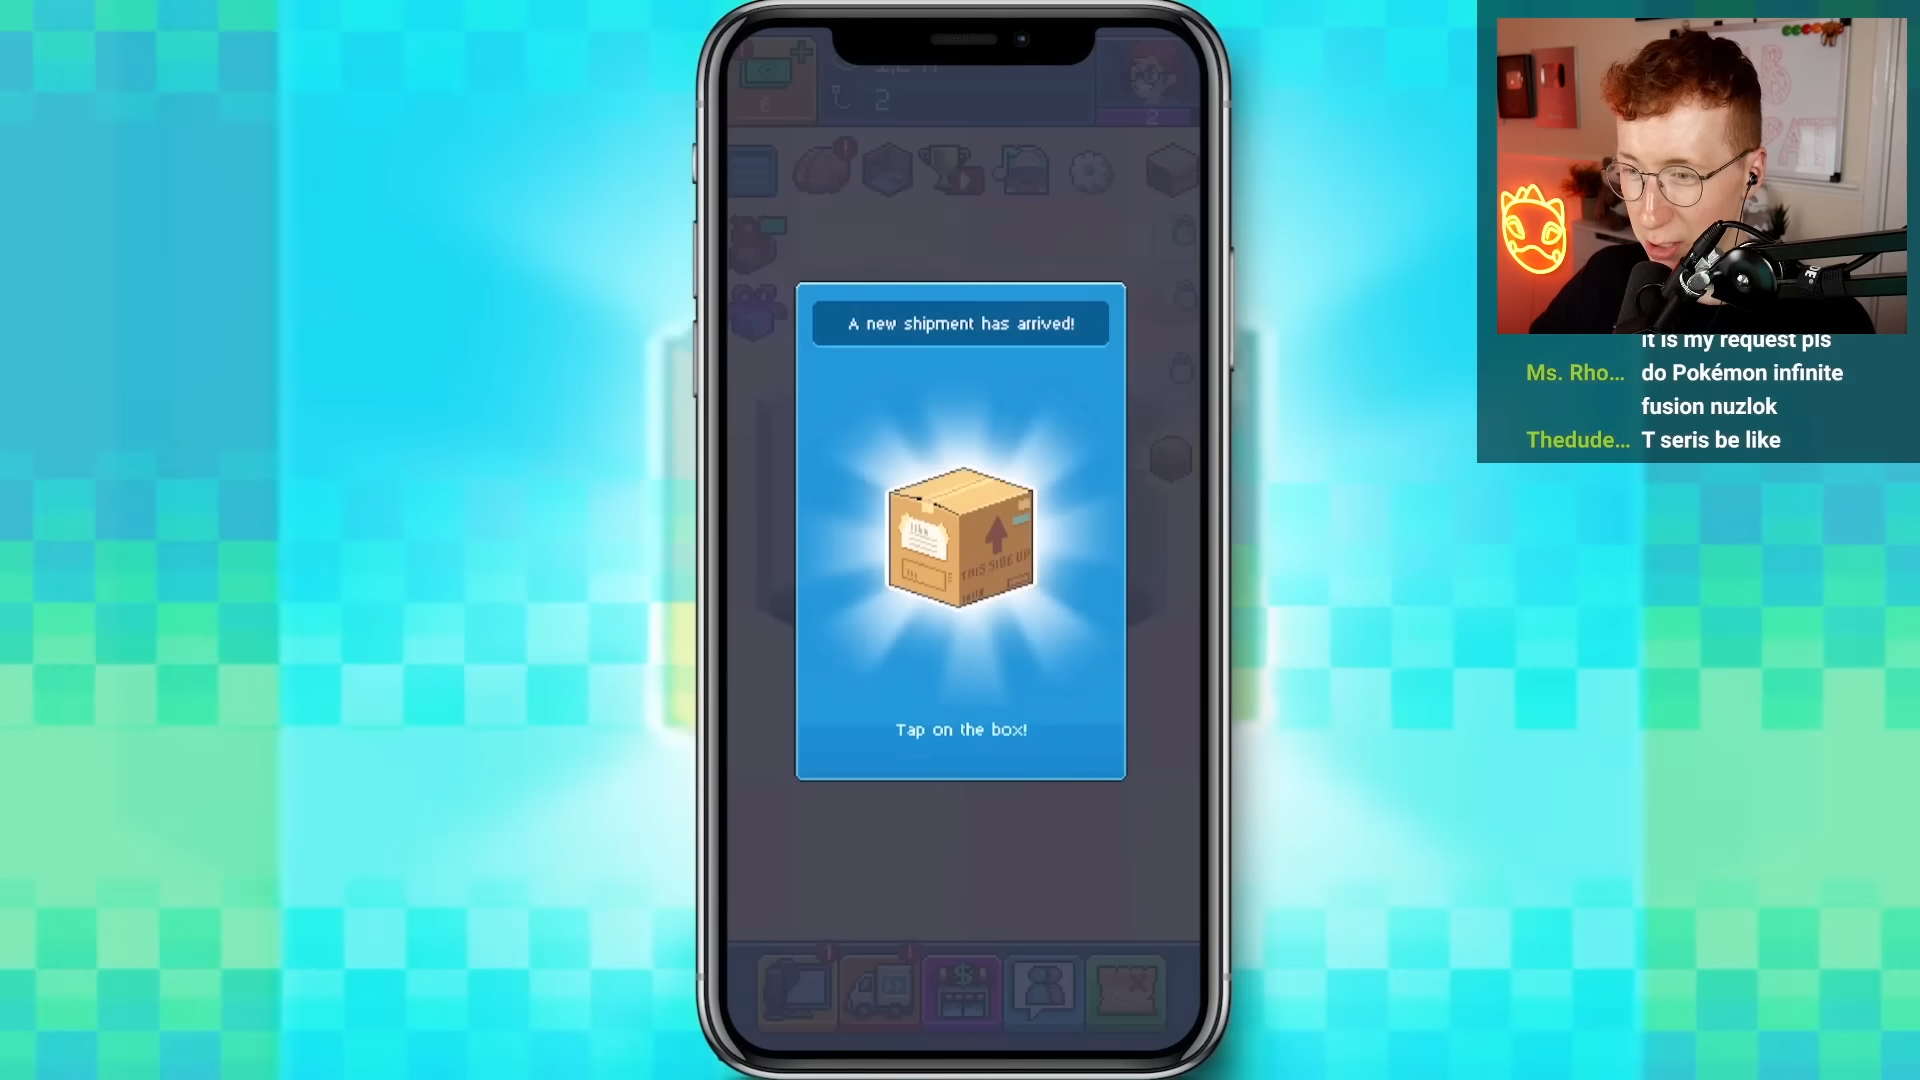 2
2
A new shipment has arrived!
THIS SIDE UP
Tap on the box!
it is my request pls
Ms. Rho... do Pokémon infinite
fusion nuzlok
Thedude... T seris be like